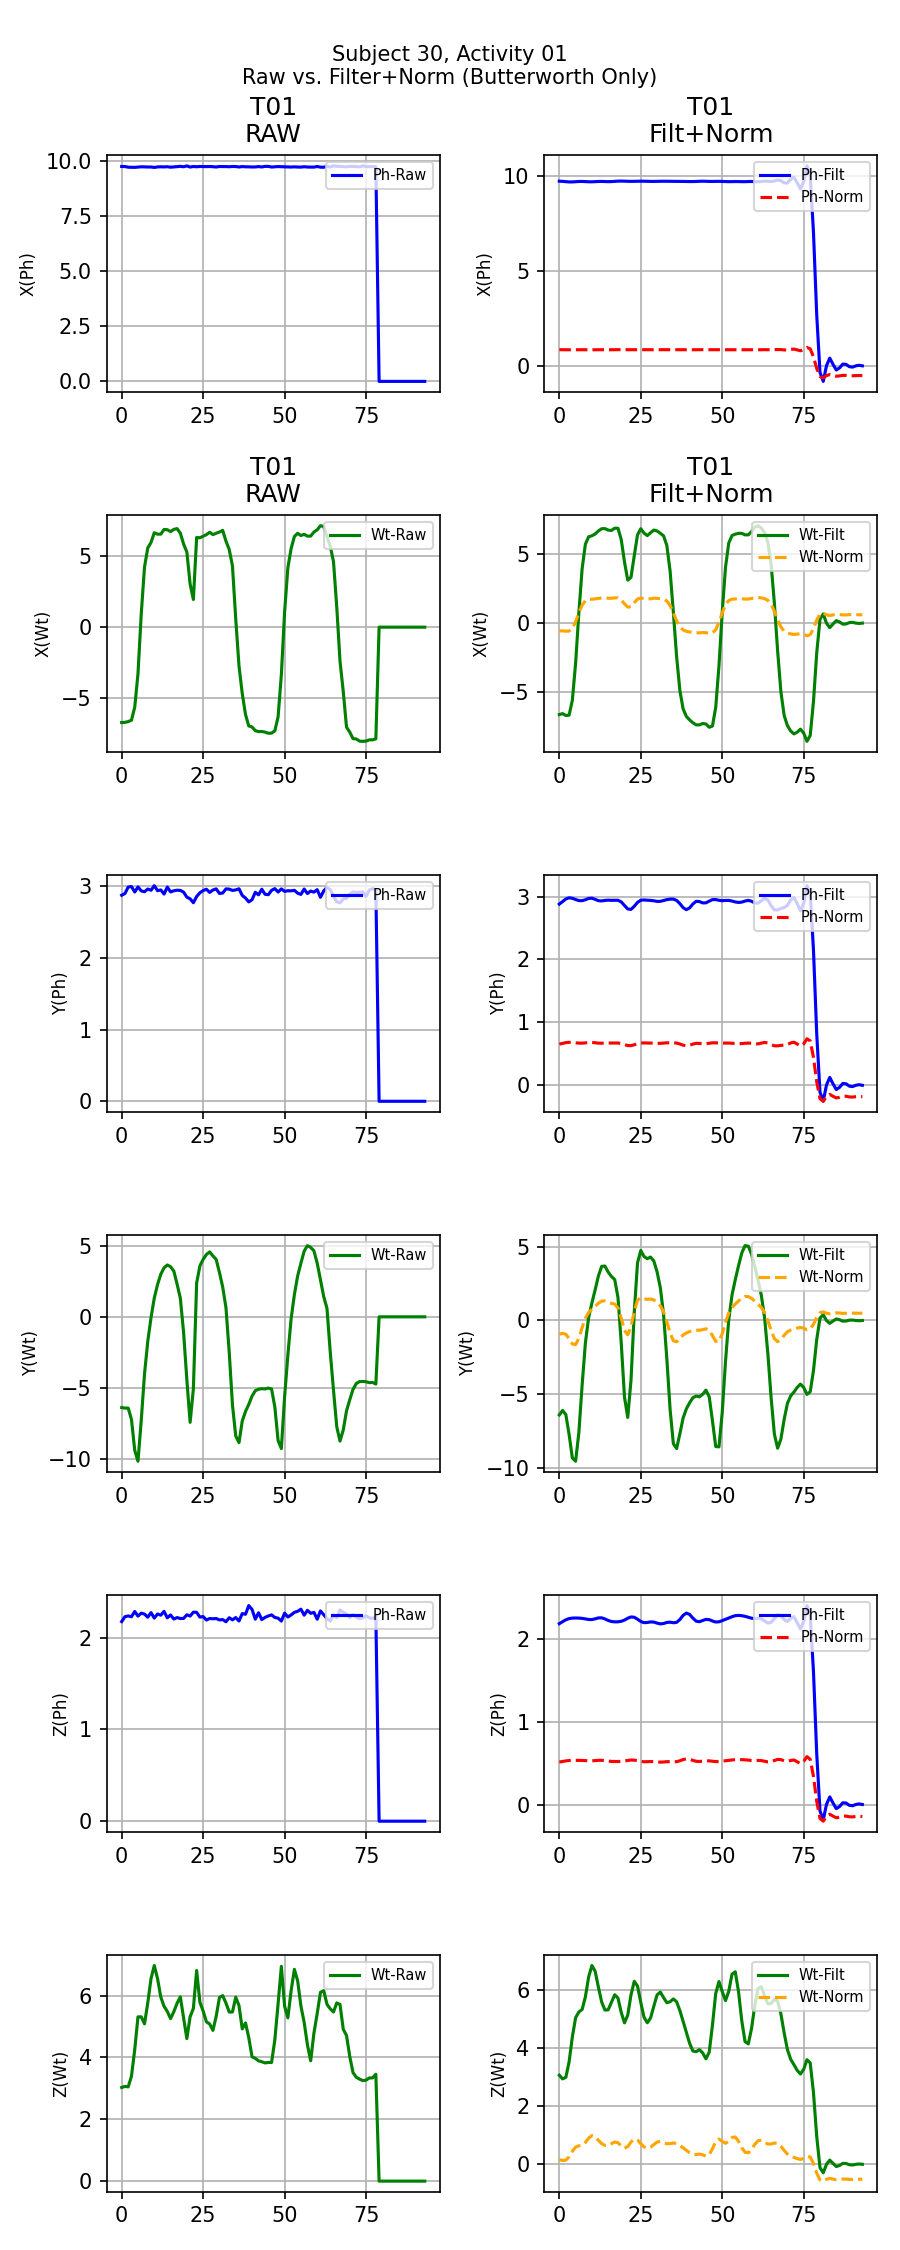 Subject 30, Activity 01
Raw vs. Filter+Norm (Butterworth Only)
T01
RAW
X(Ph)
10.0
7.5
5.0
2.5
0.0
Ph-Raw
0 25 50 75
T01
Filt+Norm
X(Ph)
10
5
0
Ph-Filt
Ph-Norm
0 25 50 75
T01
RAW
X(Wt)
5
0
−5
Wt-Raw
0 25 50 75
T01
Filt+Norm
X(Wt)
5
0
−5
Wt-Filt
Wt-Norm
0 25 50 75
Y(Ph)
3
2
1
0
Ph-Raw
0 25 50 75
Y(Ph)
3
2
1
0
Ph-Filt
Ph-Norm
0 25 50 75
Y(Wt)
5
0
−5
−10
Wt-Raw
0 25 50 75
Y(Wt)
5
0
−5
−10
Wt-Filt
Wt-Norm
0 25 50 75
Z(Ph)
2
1
0
Ph-Raw
0 25 50 75
Z(Ph)
2
1
0
Ph-Filt
Ph-Norm
0 25 50 75
Z(Wt)
6
4
2
0
Wt-Raw
0 25 50 75
Z(Wt)
6
4
2
0
Wt-Filt
Wt-Norm
0 25 50 75